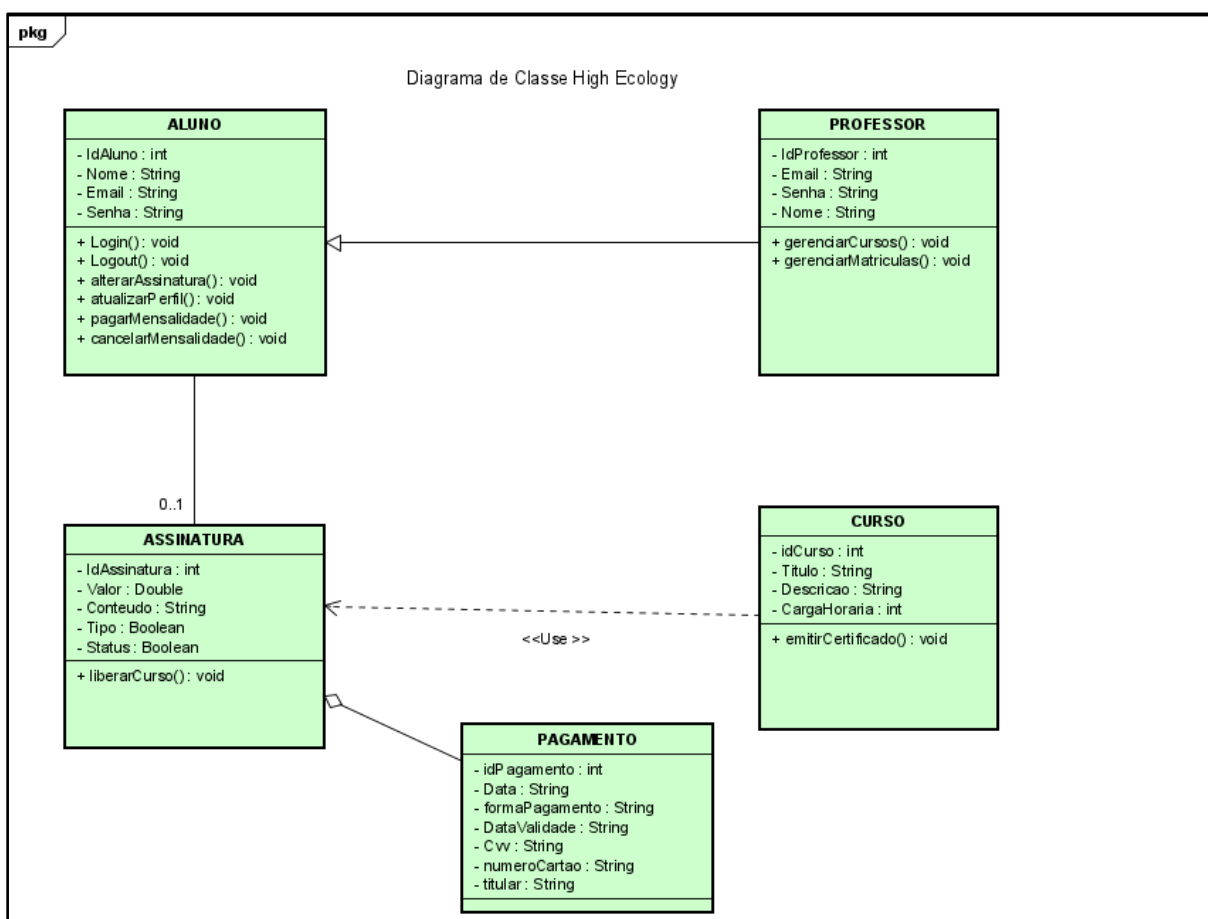 pkg
Diagrama de Classe High Ecology
ALUNO
- IdAluno : int
- Nome : String
- Email : String
- Senha : String
+ Login() : void
+ Logout() : void
+ alterarAssinatura() : void
+ atualizarPerfil() : void
+ pagarMensalidade() : void
+ cancelarMensalidade() : void
PROFESSOR
- IdProfessor : int
- Email : String
- Senha : String
- Nome : String
+ gerenciarCursos() : void
+ gerenciarMatriculas() : void
0..1
ASSINATURA
- IdAssinatura : int
- Valor : Double
- Conteudo : String
- Tipo : Boolean
- Status : Boolean
+ liberarCurso() : void
<<Use >>
CURSO
- idCurso : int
- Titulo : String
- Descricao : String
- CargaHoraria : int
+ emitirCertificado() : void
PAGAMENTO
- idPagamento : int
- Data : String
- formaPagamento : String
- DataValidade : String
- Cvv : String
- numeroCartao : String
- titular : String